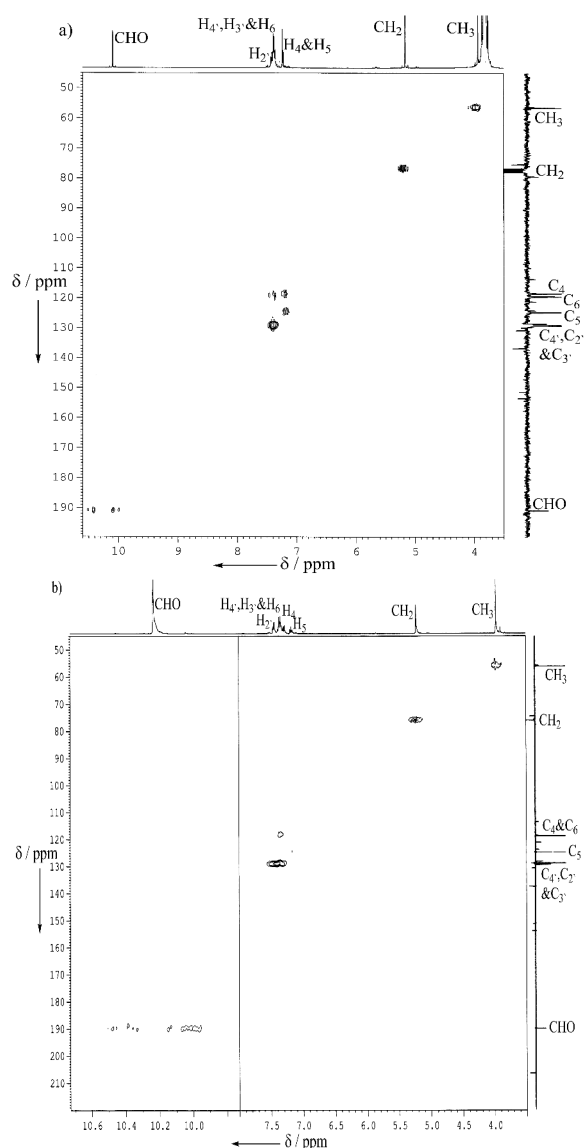 a)
CHO
H4',H3'&H6
H2'
H4&H5
CH2
CH3
50
60
70
80
90
100
110
120
130
140
150
160
170
180
190
CH3
CH2
C4
C6
C5
C4',C2'
&C3'
CHO
δ / ppm
10
9
8
7
6
5
4
δ / ppm
b)
CHO
H4',H3'&H6
H2'
H4
H5
CH2
CH3
50
60
70
80
90
100
110
120
130
140
150
160
170
180
190
200
210
CH3
CH2
C4&C6
C5
C4',C2'
&C3'
CHO
δ / ppm
10.6
10.4
10.2
10.0
7.5
7.0
6.5
6.0
5.5
5.0
4.5
4.0
δ / ppm